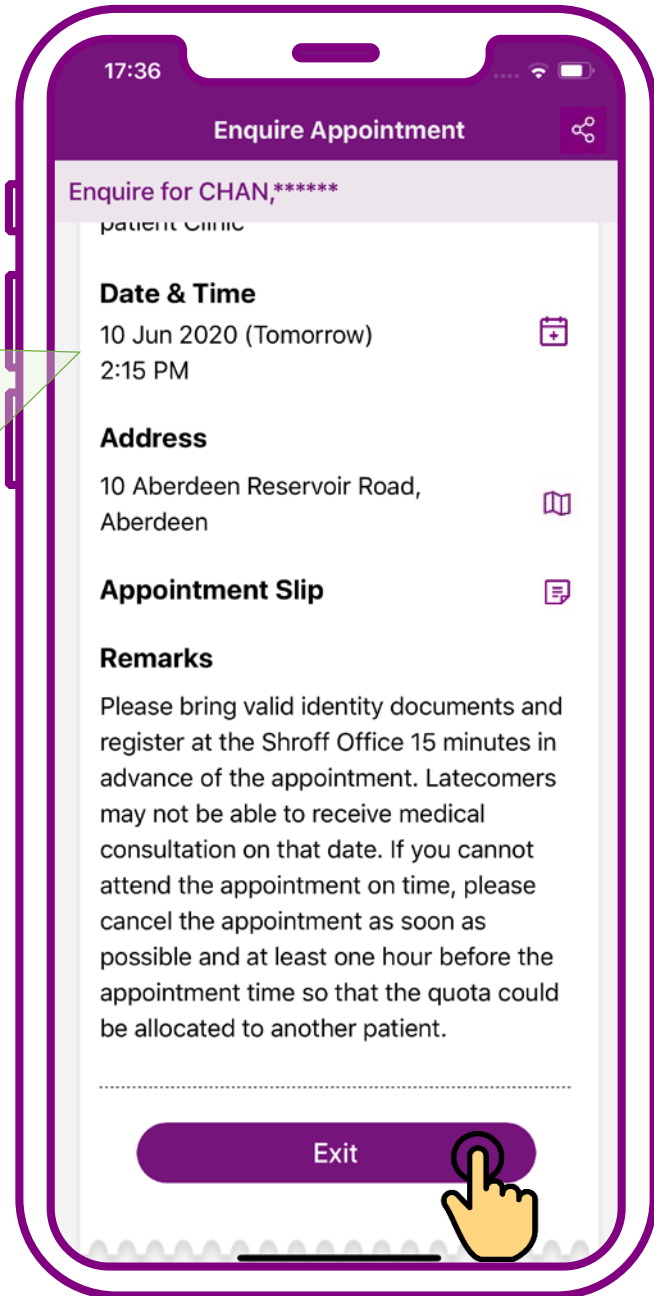 17:36
Enquire Appointment
Enquire for CHAN,******
patient Clinic
Date & Time
10 Jun 2020 (Tomorrow)
2:15 PM
Address
10 Aberdeen Reservoir Road,
Aberdeen
Appointment Slip
Remarks
Please bring valid identity documents and
register at the Shroff Office 15 minutes in
advance of the appointment. Latecomers
may not be able to receive medical
consultation on that date. If you cannot
attend the appointment on time, please
cancel the appointment as soon as
possible and at least one hour before the
appointment time so that the quota could
be allocated to another patient.
Exit